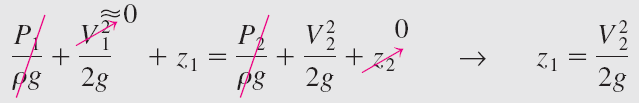 P₁/ρg + V₁²/2g ≈0 + z₁ = P₂/ρg + V₂²/2g + z₂ 0 → z₁ = V₂²/2g